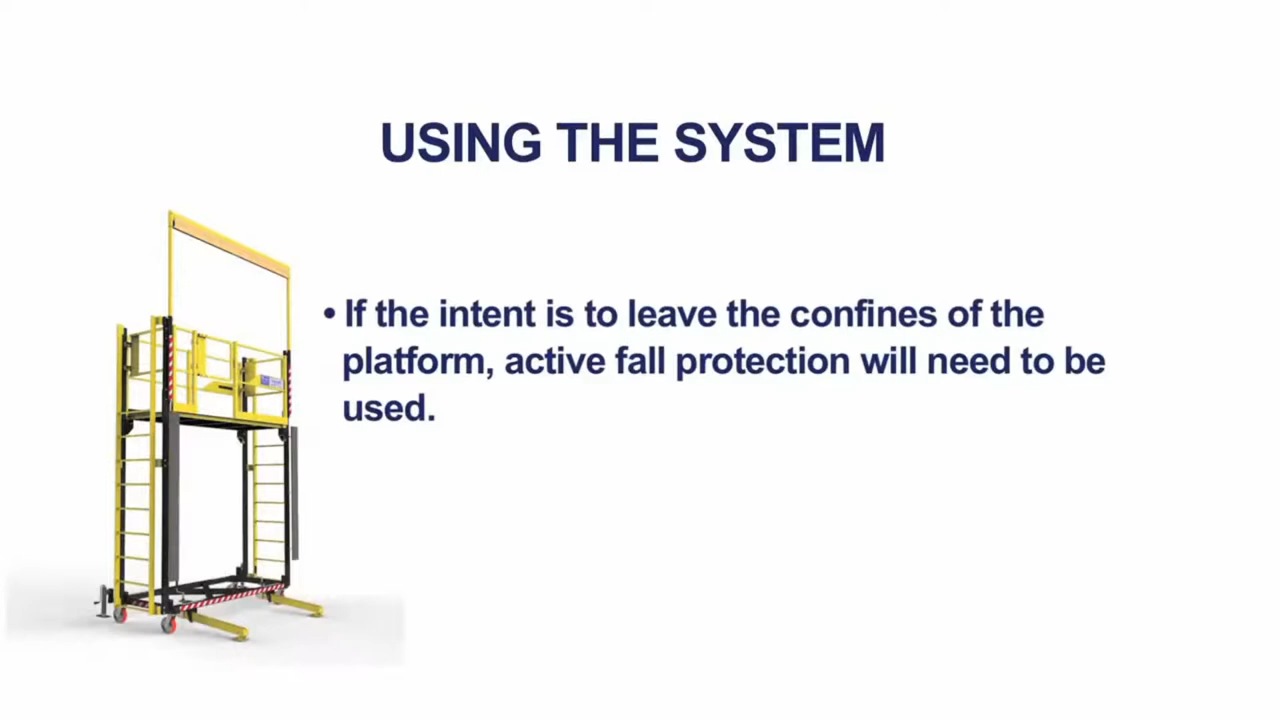 USING THE SYSTEM
• If the intent is to leave the confines of the
platform, active fall protection will need to be
used.